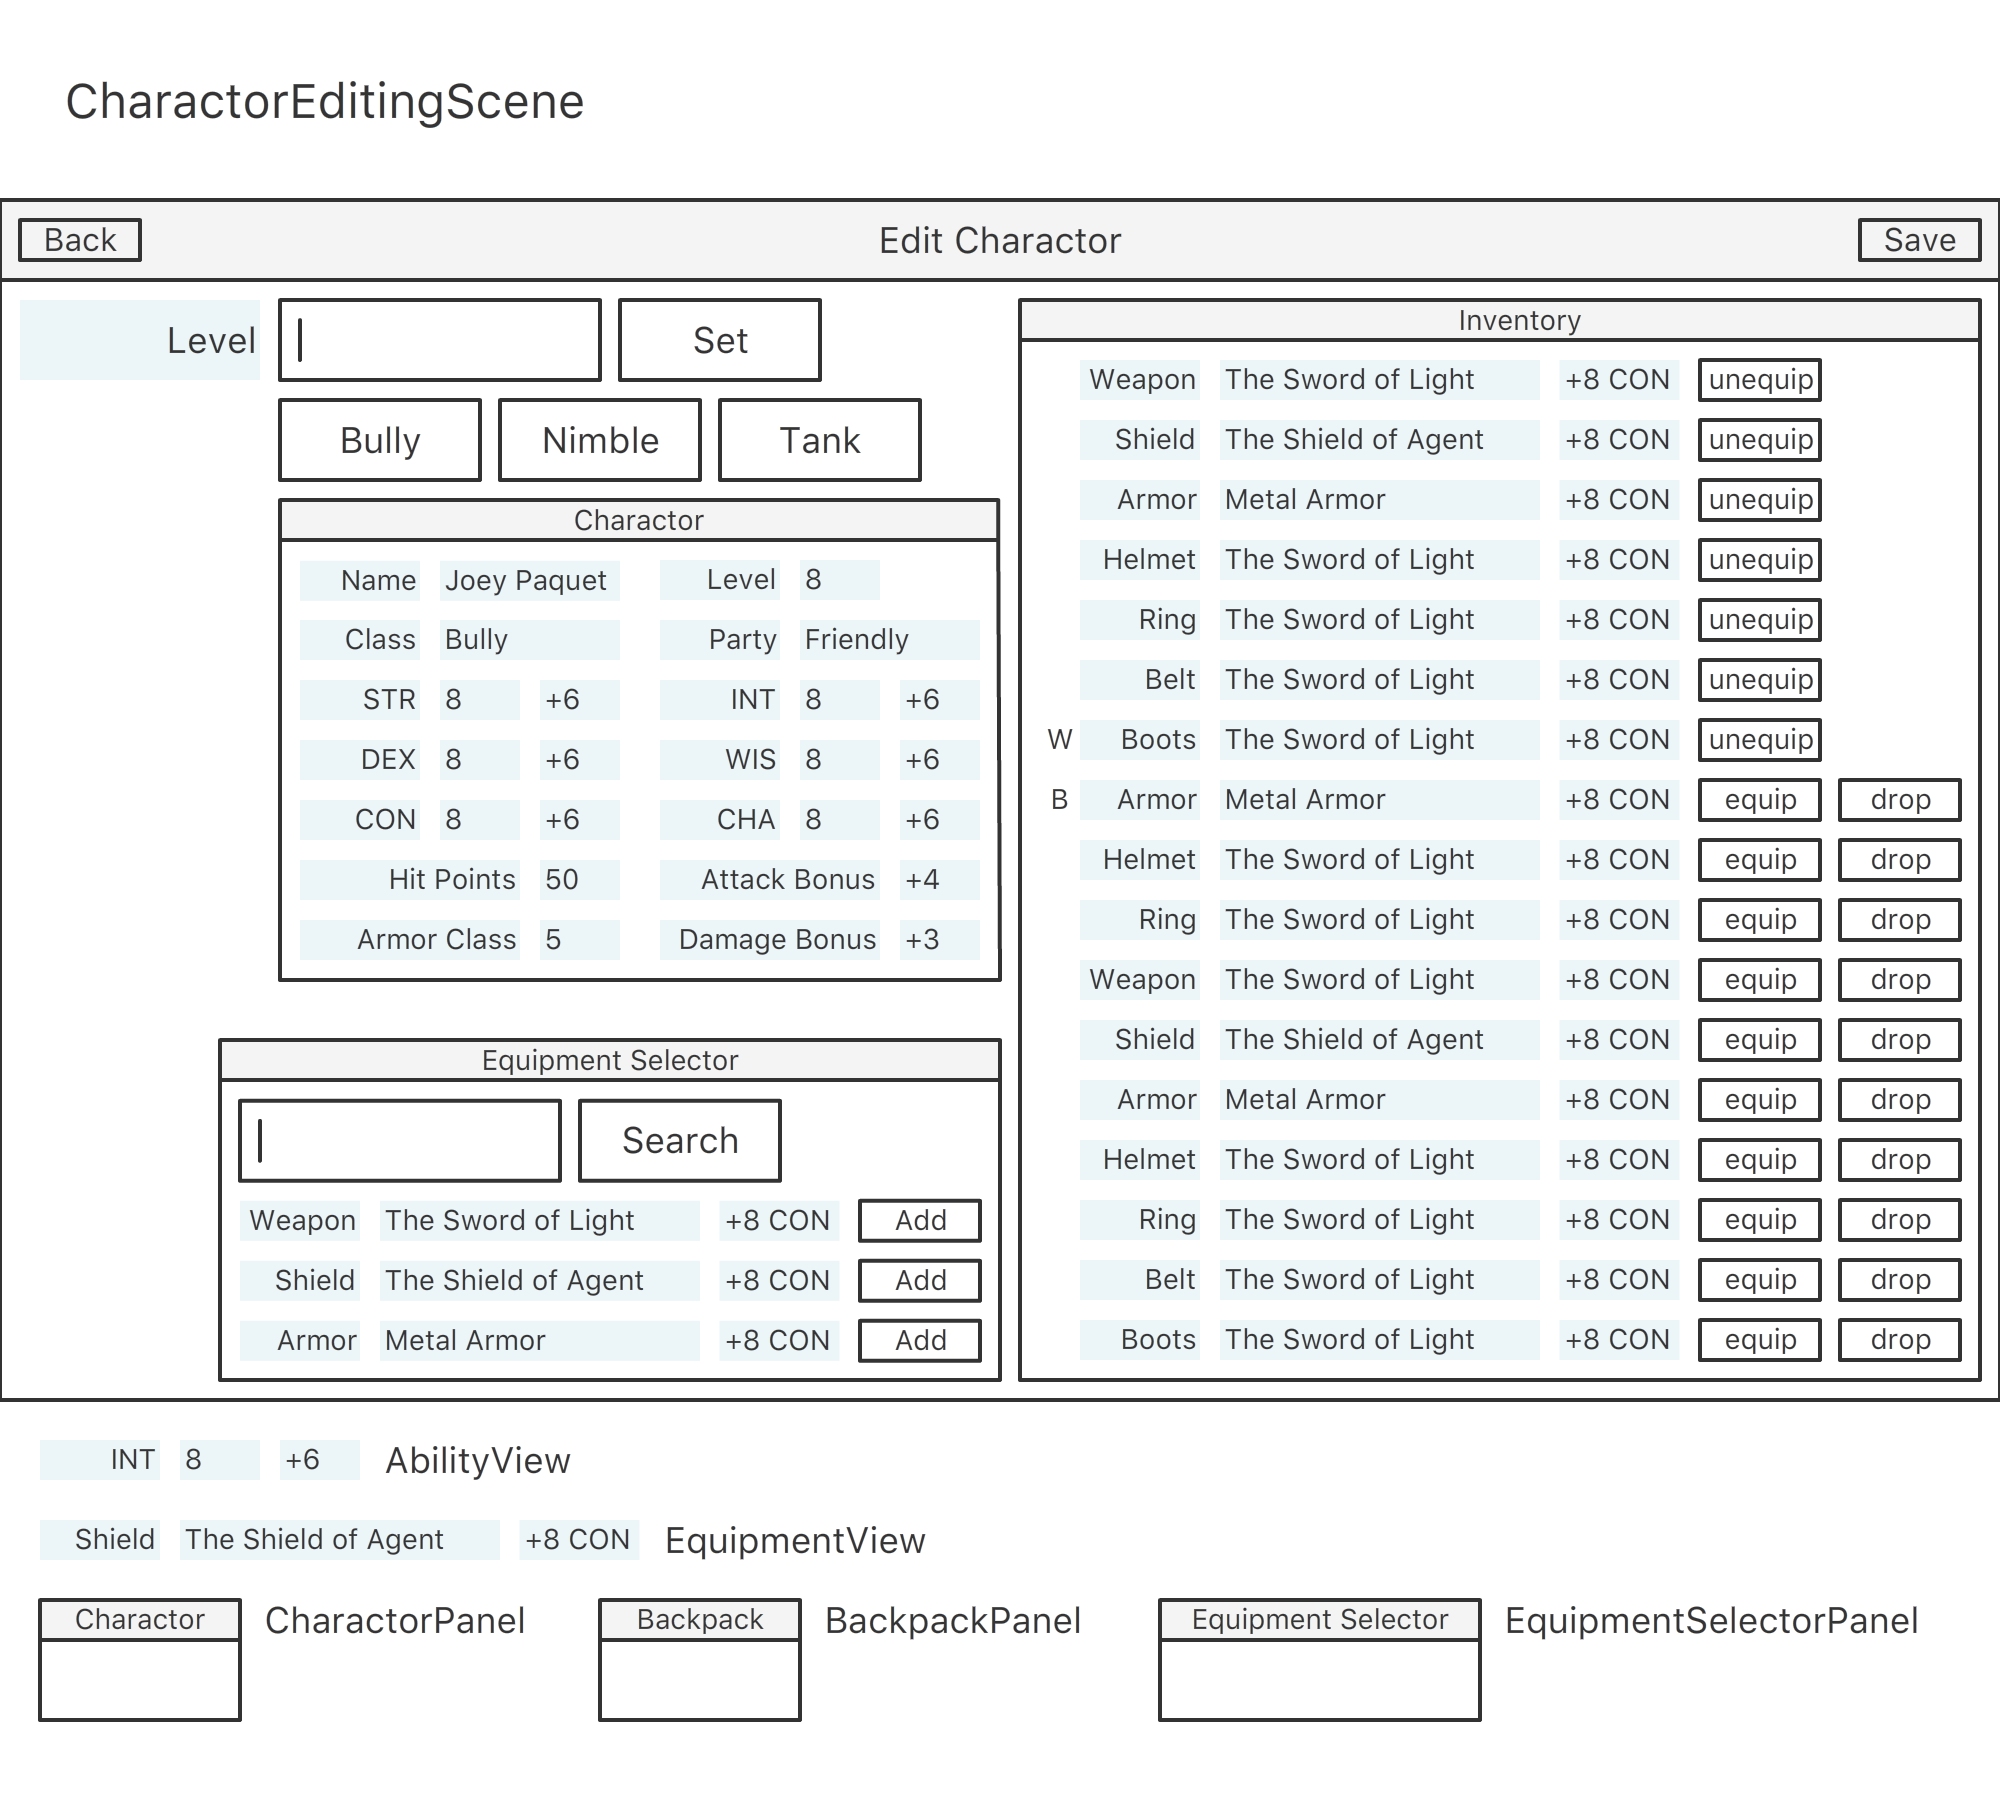 CharactorEditingScene
Back Edit Charactor Save
Level Set
Bully Nimble Tank
Charactor
Name Joey Paquet Level 8
Class Bully Party Friendly
STR 8 +6 INT 8 +6
DEX 8 +6 WIS 8 +6
CON 8 +6 CHA 8 +6
Hit Points 50 Attack Bonus +4
Armor Class 5 Damage Bonus +3
Equipment Selector
Search
Weapon The Sword of Light +8 CON Add
Shield The Shield of Agent +8 CON Add
Armor Metal Armor +8 CON Add
Inventory
Weapon The Sword of Light +8 CON unequip
Shield The Shield of Agent +8 CON unequip
Armor Metal Armor +8 CON unequip
Helmet The Sword of Light +8 CON unequip
Ring The Sword of Light +8 CON unequip
Belt The Sword of Light +8 CON unequip
W Boots The Sword of Light +8 CON unequip
B Armor Metal Armor +8 CON equip drop
Helmet The Sword of Light +8 CON equip drop
Ring The Sword of Light +8 CON equip drop
Weapon The Sword of Light +8 CON equip drop
Shield The Shield of Agent +8 CON equip drop
Armor Metal Armor +8 CON equip drop
Helmet The Sword of Light +8 CON equip drop
Ring The Sword of Light +8 CON equip drop
Belt The Sword of Light +8 CON equip drop
Boots The Sword of Light +8 CON equip drop
INT 8 +6 AbilityView
Shield The Shield of Agent +8 CON EquipmentView
Charactor CharactorPanel Backpack BackpackPanel Equipment Selector EquipmentSelectorPanel